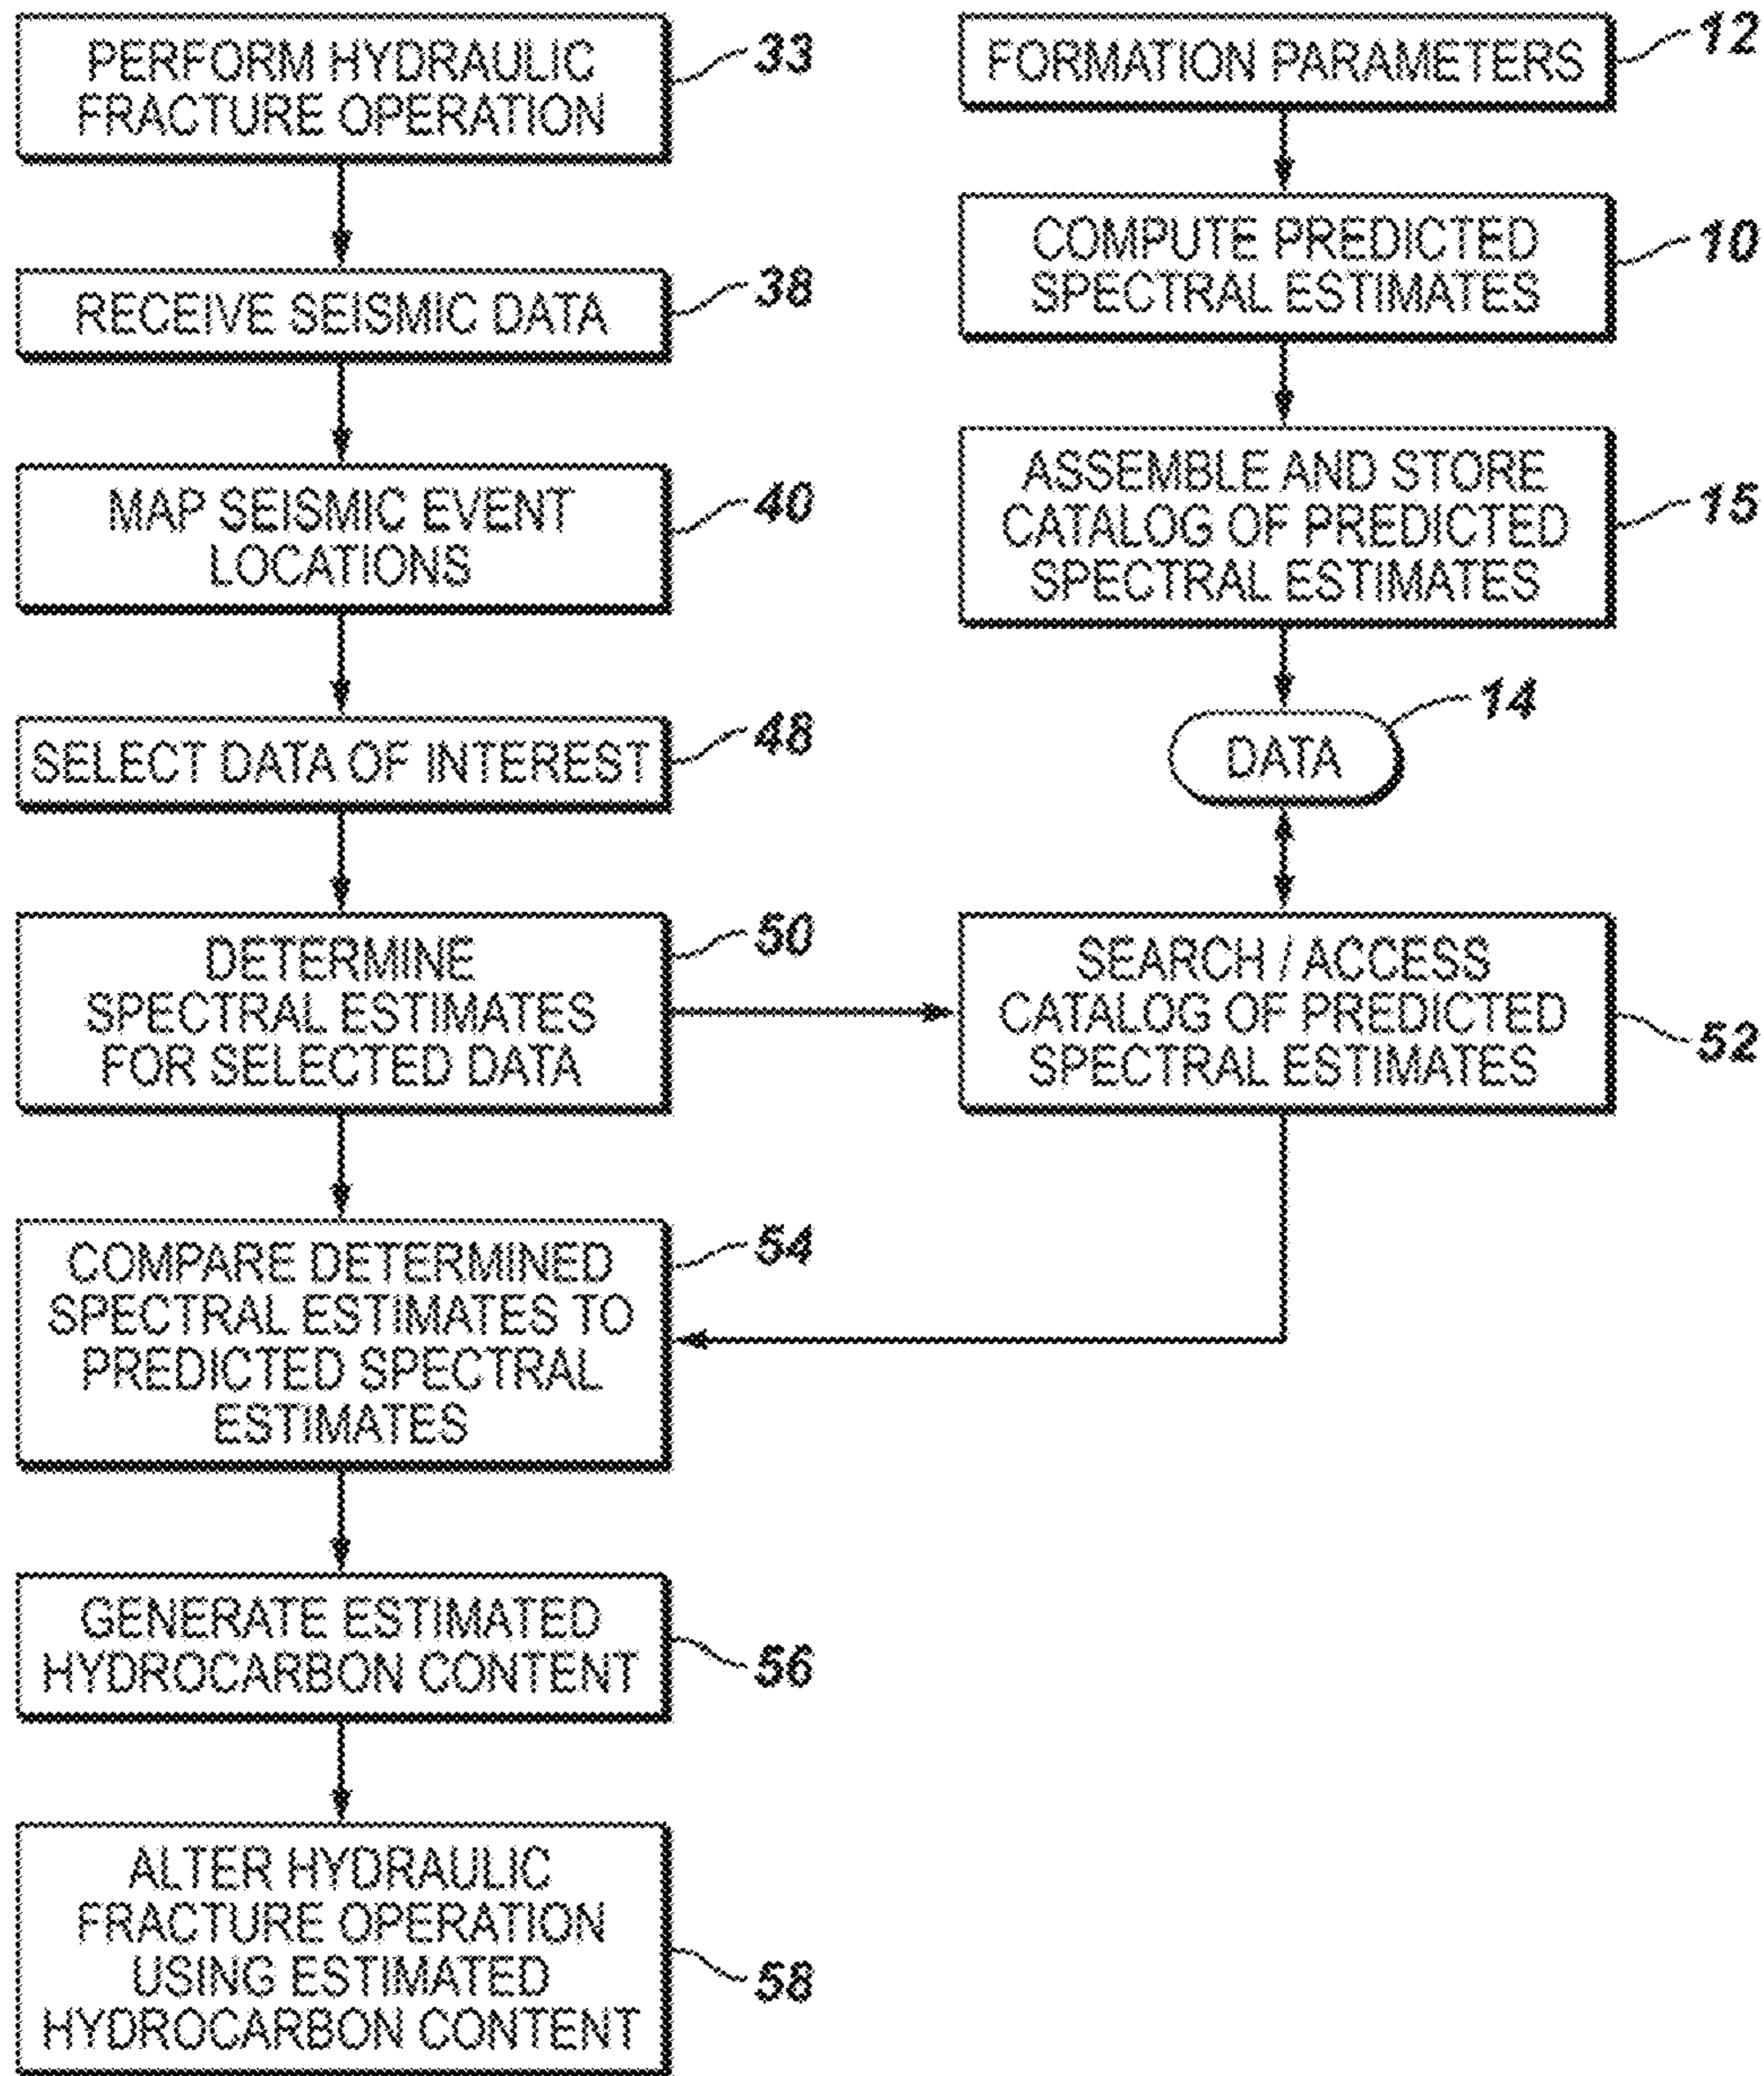 PERFORM HYDRAULIC
FRACTURE OPERATION
33
RECEIVE SEISMIC DATA
38
MAP SEISMIC EVENT
LOCATIONS
40
SELECT DATA OF INTEREST
48
DETERMINE
SPECTRAL ESTIMATES
FOR SELECTED DATA
50
COMPARE DETERMINED
SPECTRAL ESTIMATES TO
PREDICTED SPECTRAL
ESTIMATES
54
GENERATE ESTIMATED
HYDROCARBON CONTENT
56
ALTER HYDRAULIC
FRACTURE OPERATION
USING ESTIMATED
HYDROCARBON CONTENT
58
FORMATION PARAMETERS
12
COMPUTE PREDICTED
SPECTRAL ESTIMATES
10
ASSEMBLE AND STORE
CATALOG OF PREDICTED
SPECTRAL ESTIMATES
15
14
DATA
SEARCH / ACCESS
CATALOG OF PREDICTED
SPECTRAL ESTIMATES
52